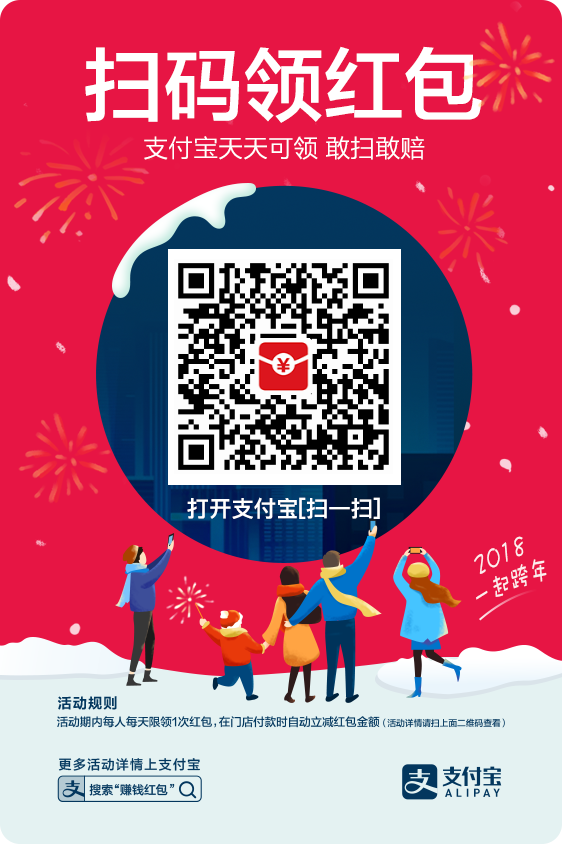 扫码领红包
支付宝天天可领 敢扫敢赔
¥
打开支付宝[扫一扫]
2018
一起跨年
活动规则
活动期内每人每天限领1次红包,在门店付款时自动立减红包金额(活动详情请扫上面二维码查看)
更多活动详情上支付宝
支 搜索“赚钱红包”
支 支付宝
ALIPAY